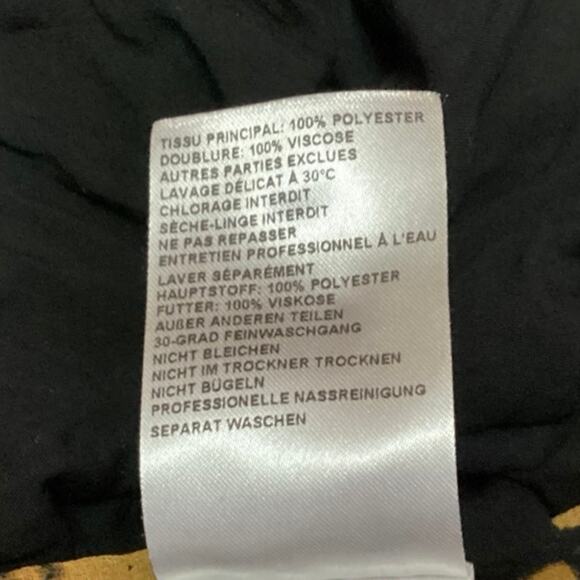 TISSU PRINCIPAL: 100% POLYESTER
DOUBLURE: 100% VISCOSE
AUTRES PARTIES EXCLUES
LAVAGE DÉLICAT À 30°C
CHLORAGE INTERDIT
SÈCHE-LINGE INTERDIT
NE PAS REPASSER
ENTRETIEN PROFESSIONNEL À L'EAU
LAVER SÉPARÉMENT
HAUPTSTOFF: 100% POLYESTER
FUTTER: 100% VISKOSE
AUßER ANDEREN TEILEN
30-GRAD FEINWASCHGANG
NICHT BLEICHEN
NICHT IM TROCKNER TROCKNEN
NICHT BÜGELN
PROFESSIONELLE NASSREINIGUNG
SEPARAT WASCHEN